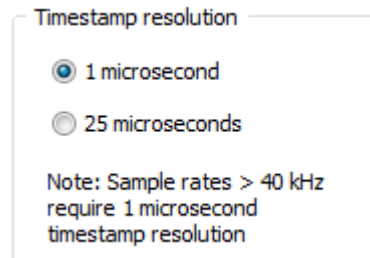 Timestamp resolution
1 microsecond
25 microseconds
Note: Sample rates > 40 kHz
require 1 microsecond
timestamp resolution